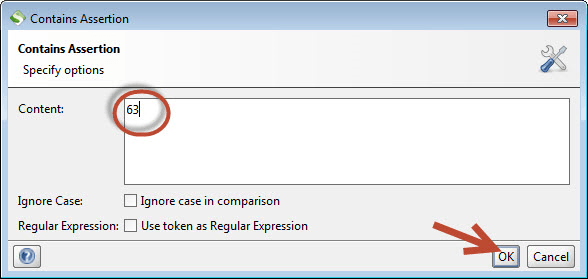 Contains Assertion
Contains Assertion
Specify options
Content:
63
Ignore Case: Ignore case in comparison
Regular Expression: Use token as Regular Expression
? OK Cancel